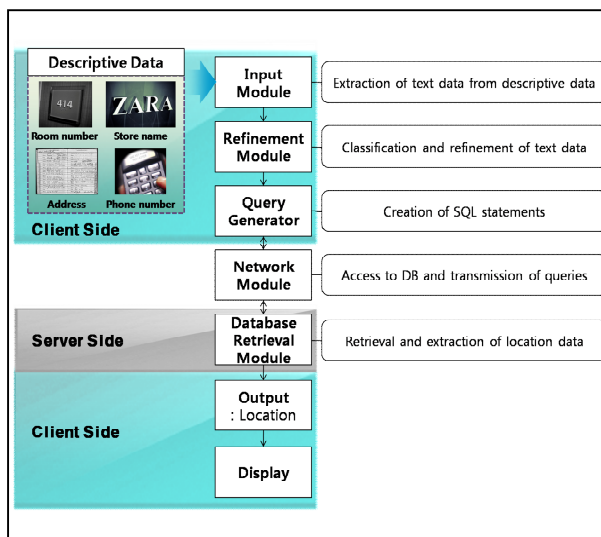 Descriptive Data
414
ZARA
Room number
Store name
Address
Phone number
Client Side
Input
Module
Extraction of text data from descriptive data
Refinement
Module
Classification and refinement of text data
Query
Generator
Creation of SQL statements
Network
Module
Access to DB and transmission of queries
Server Side
Database
Retrieval
Module
Retrieval and extraction of location data
Client Side
Output
: Location
Display